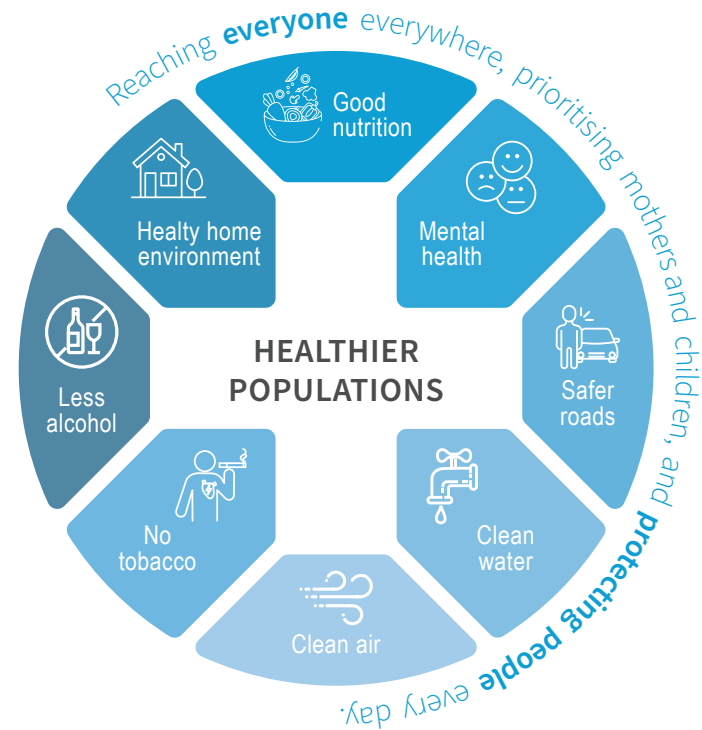 Reaching everyone everywhere, prioritising mothers and children, and protecting people every day.
Good
nutrition
Mental
health
Safer
roads
Clean
water
Clean air
No
tobacco
Less
alcohol
Healty home
environment
HEALTHIER
POPULATIONS